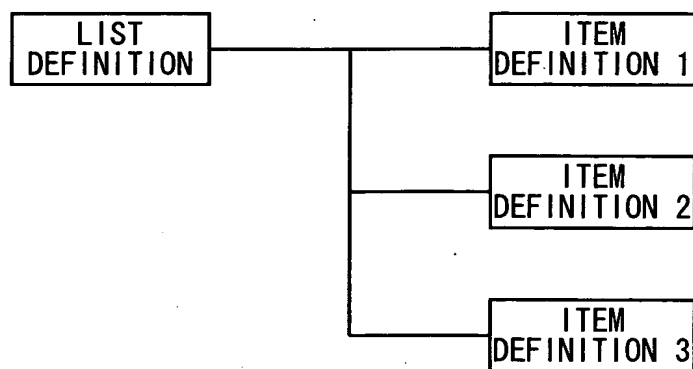 LIST
DEFINITION
ITEM
DEFINITION 1
ITEM
DEFINITION 2
ITEM
DEFINITION 3